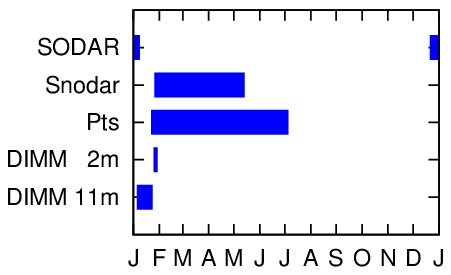 SODAR
Snodar
Pts
DIMM 2m
DIMM 11m
J F M A M J J A S O N D J